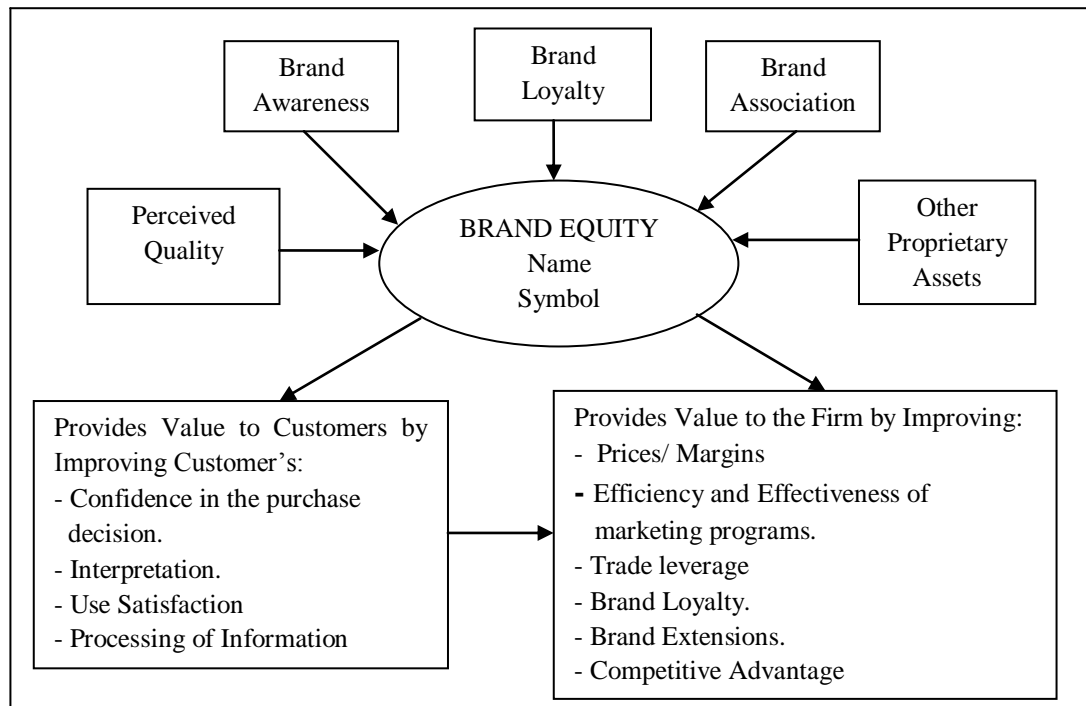 Brand
Awareness
Brand
Loyalty
Brand
Association
Perceived
Quality
BRAND EQUITY
Name
Symbol
Other
Proprietary
Assets
Provides Value to Customers by
Improving Customer’s:
- Confidence in the purchase
decision.
- Interpretation.
- Use Satisfaction
- Processing of Information
Provides Value to the Firm by Improving:
- Prices/ Margins
- Efficiency and Effectiveness of
marketing programs.
- Trade leverage
- Brand Loyalty.
- Brand Extensions.
- Competitive Advantage